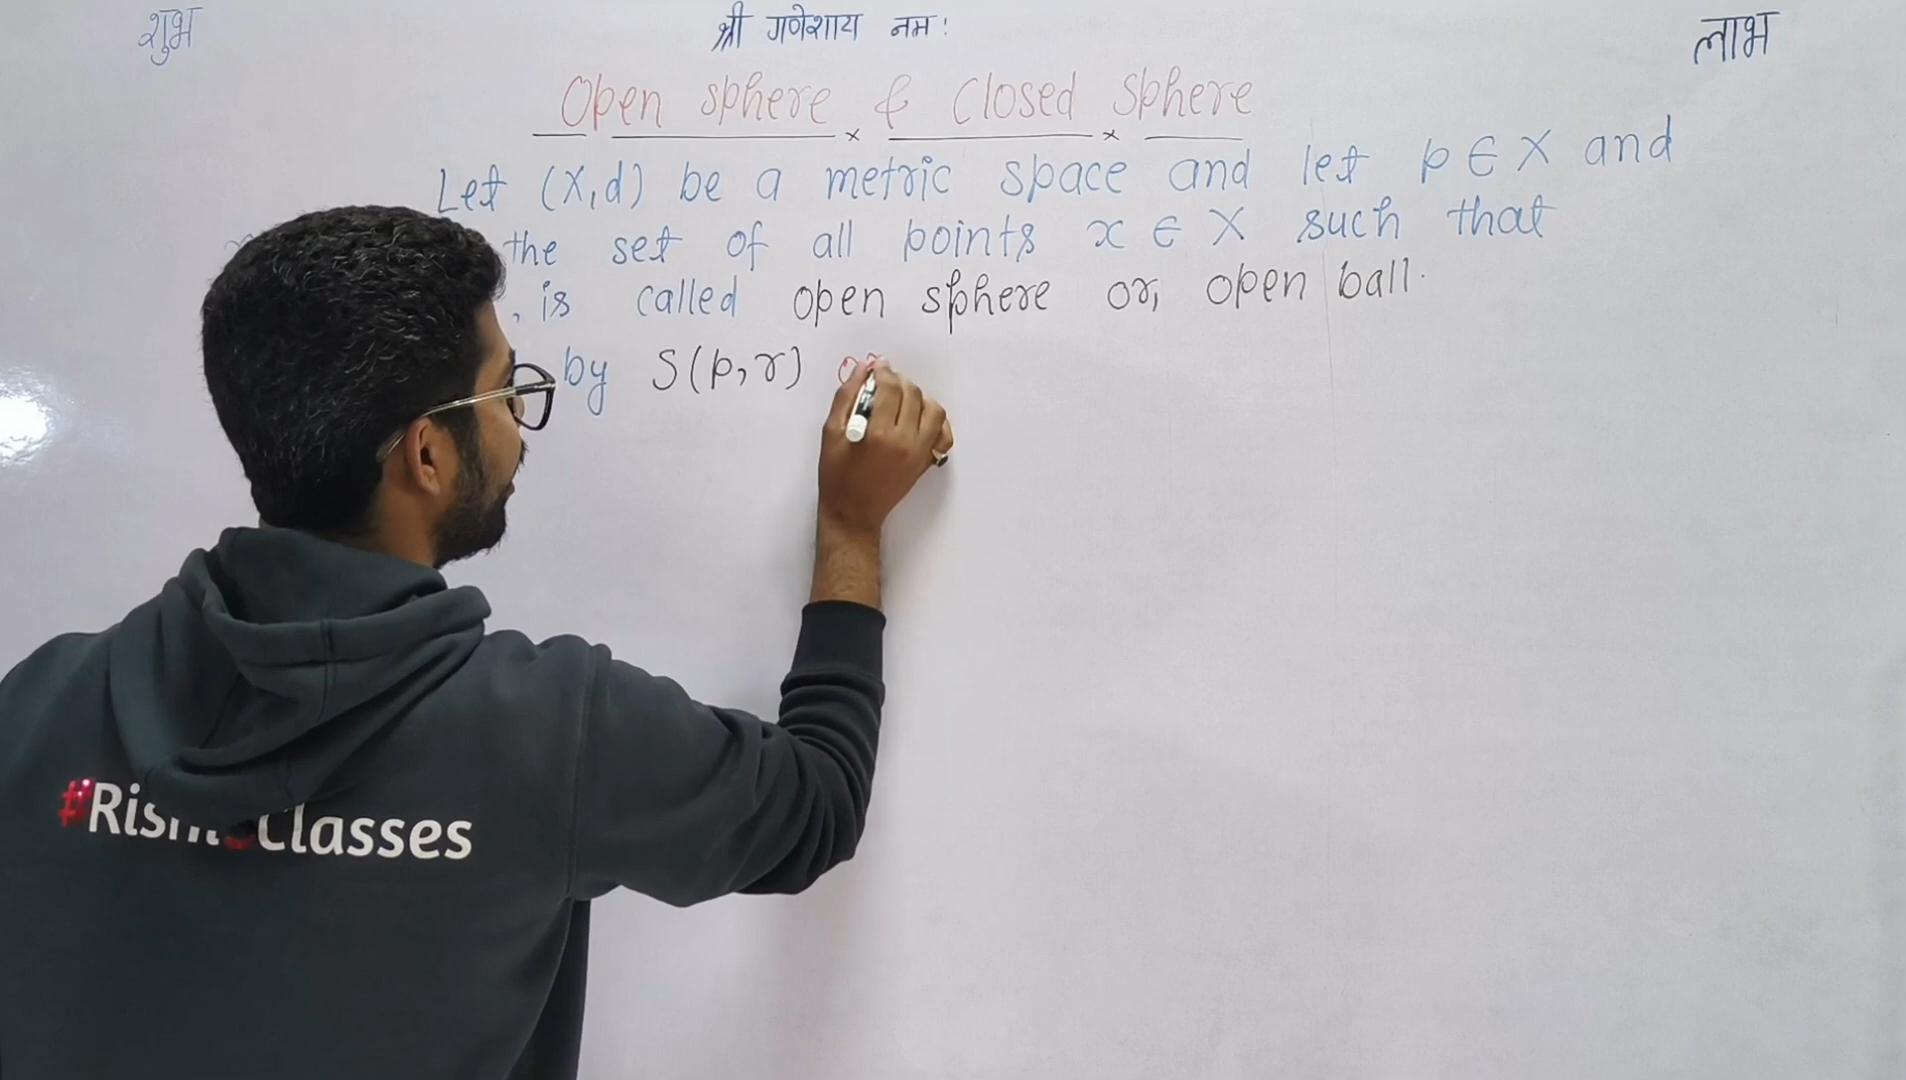 शुभ श्री गणेशाय नमः लाभ
Open sphere & Closed Sphere
Let (X,d) be a metric space and let p ∈ X and
the set of all points x ∈ X such that
, is called open sphere or, open ball.
by S(p,r)
Classes